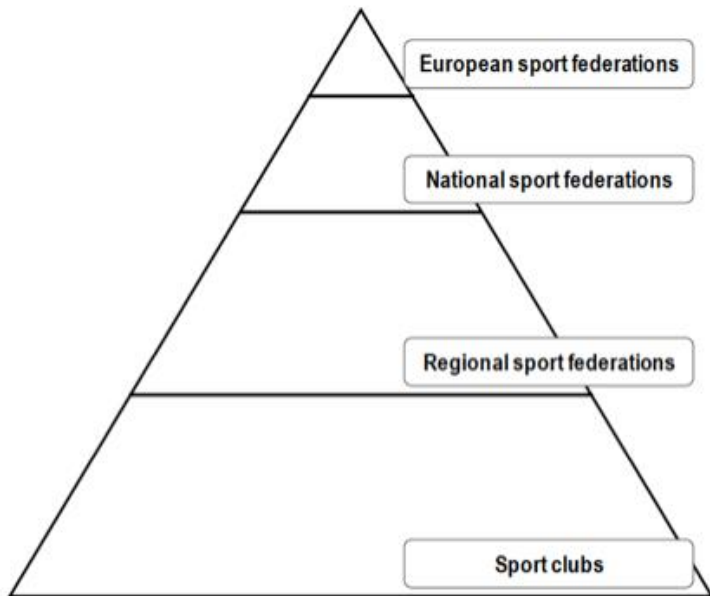 European sport federations
National sport federations
Regional sport federations
Sport clubs